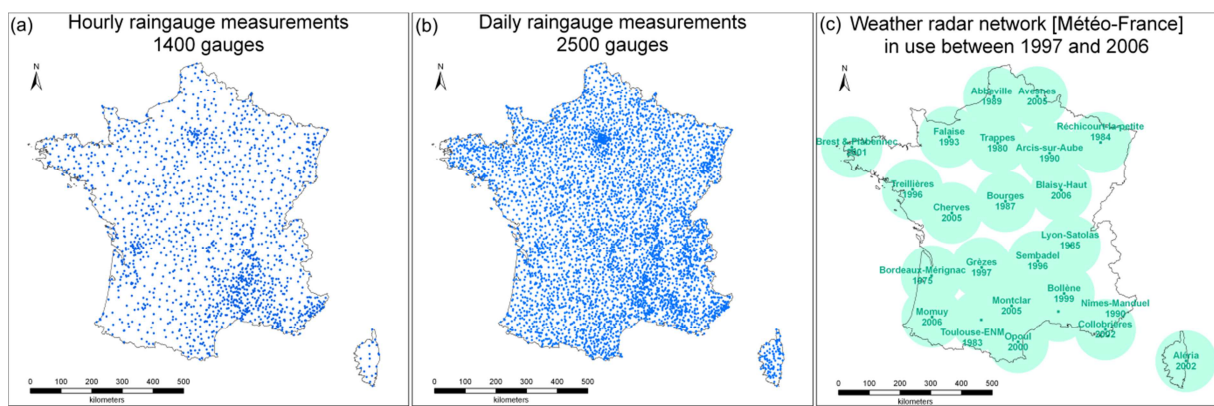 (a)
Hourly raingauge measurements
1400 gauges
N
0 100 200 300 400 500
kilometers
(b)
Daily raingauge measurements
2500 gauges
N
0 100 200 300 400 500
kilometers
(c)
Weather radar network [Météo-France]
in use between 1997 and 2006
N
Abbeville
1989
Avesnes
2005
Falaise
1993
Trappes
1980
Réchicourt-la-petite
1984
Arcis-sur-Aube
1990
Brest & Plabennec
2001
Treillières
1996
Cherves
2005
Bourges
1987
Blaisy-Haut
2006
Lyon-Satolas
1985
Grèzes
1997
Sembadel
1996
Bordeaux-Mérignac
1975
Bollène
1999
Momuy
2006
Montclar
2005
Nîmes-Manduel
1990
Toulouse-ENM
1983
Opoul
2000
Collobrières
2002
Aléria
2002
0 100 200 300 400 500
kilometers